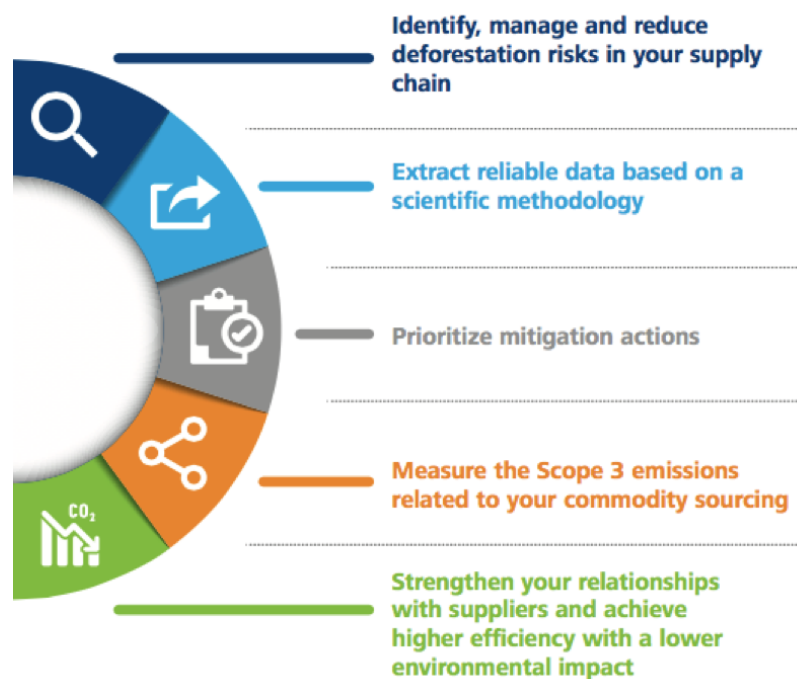 Identify, manage and reduce
deforestation risks in your supply
chain
Extract reliable data based on a
scientific methodology
Prioritize mitigation actions
Measure the Scope 3 emissions
related to your commodity sourcing
CO₂
Strengthen your relationships
with suppliers and achieve
higher efficiency with a lower
environmental impact